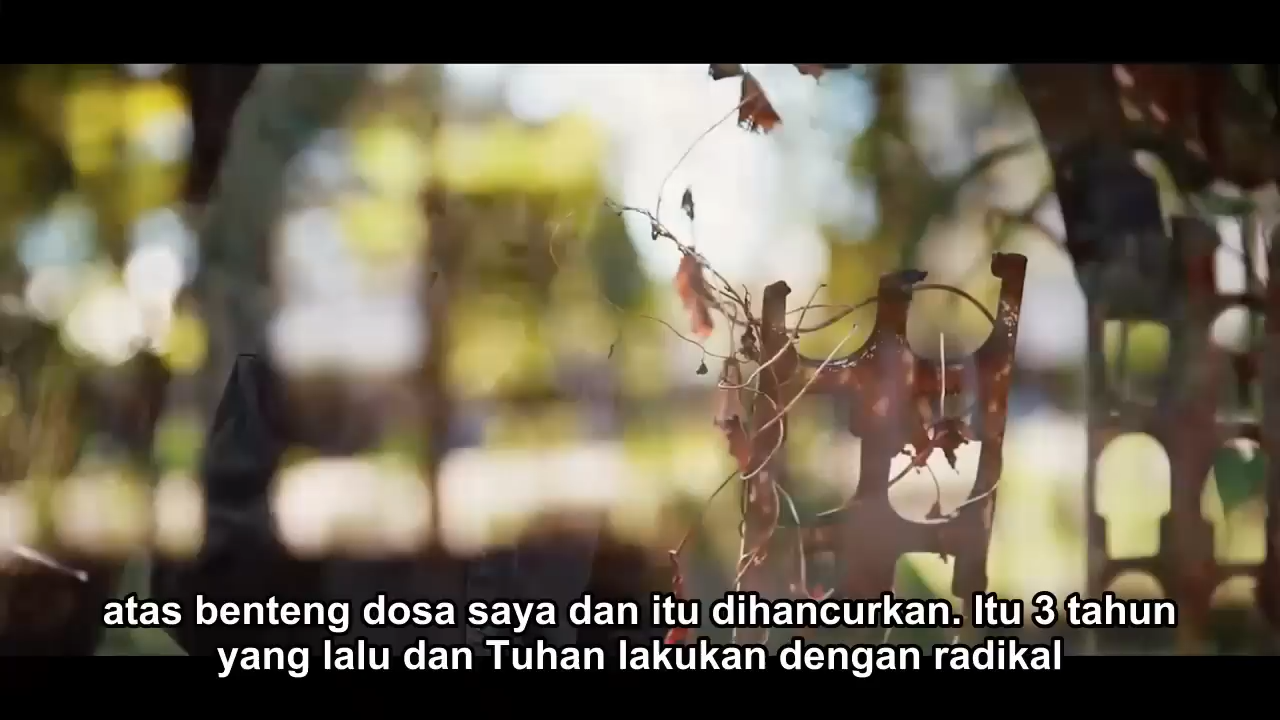 atas benteng dosa saya dan itu dihancurkan. Itu 3 tahun
yang lalu dan Tuhan lakukan dengan radikal